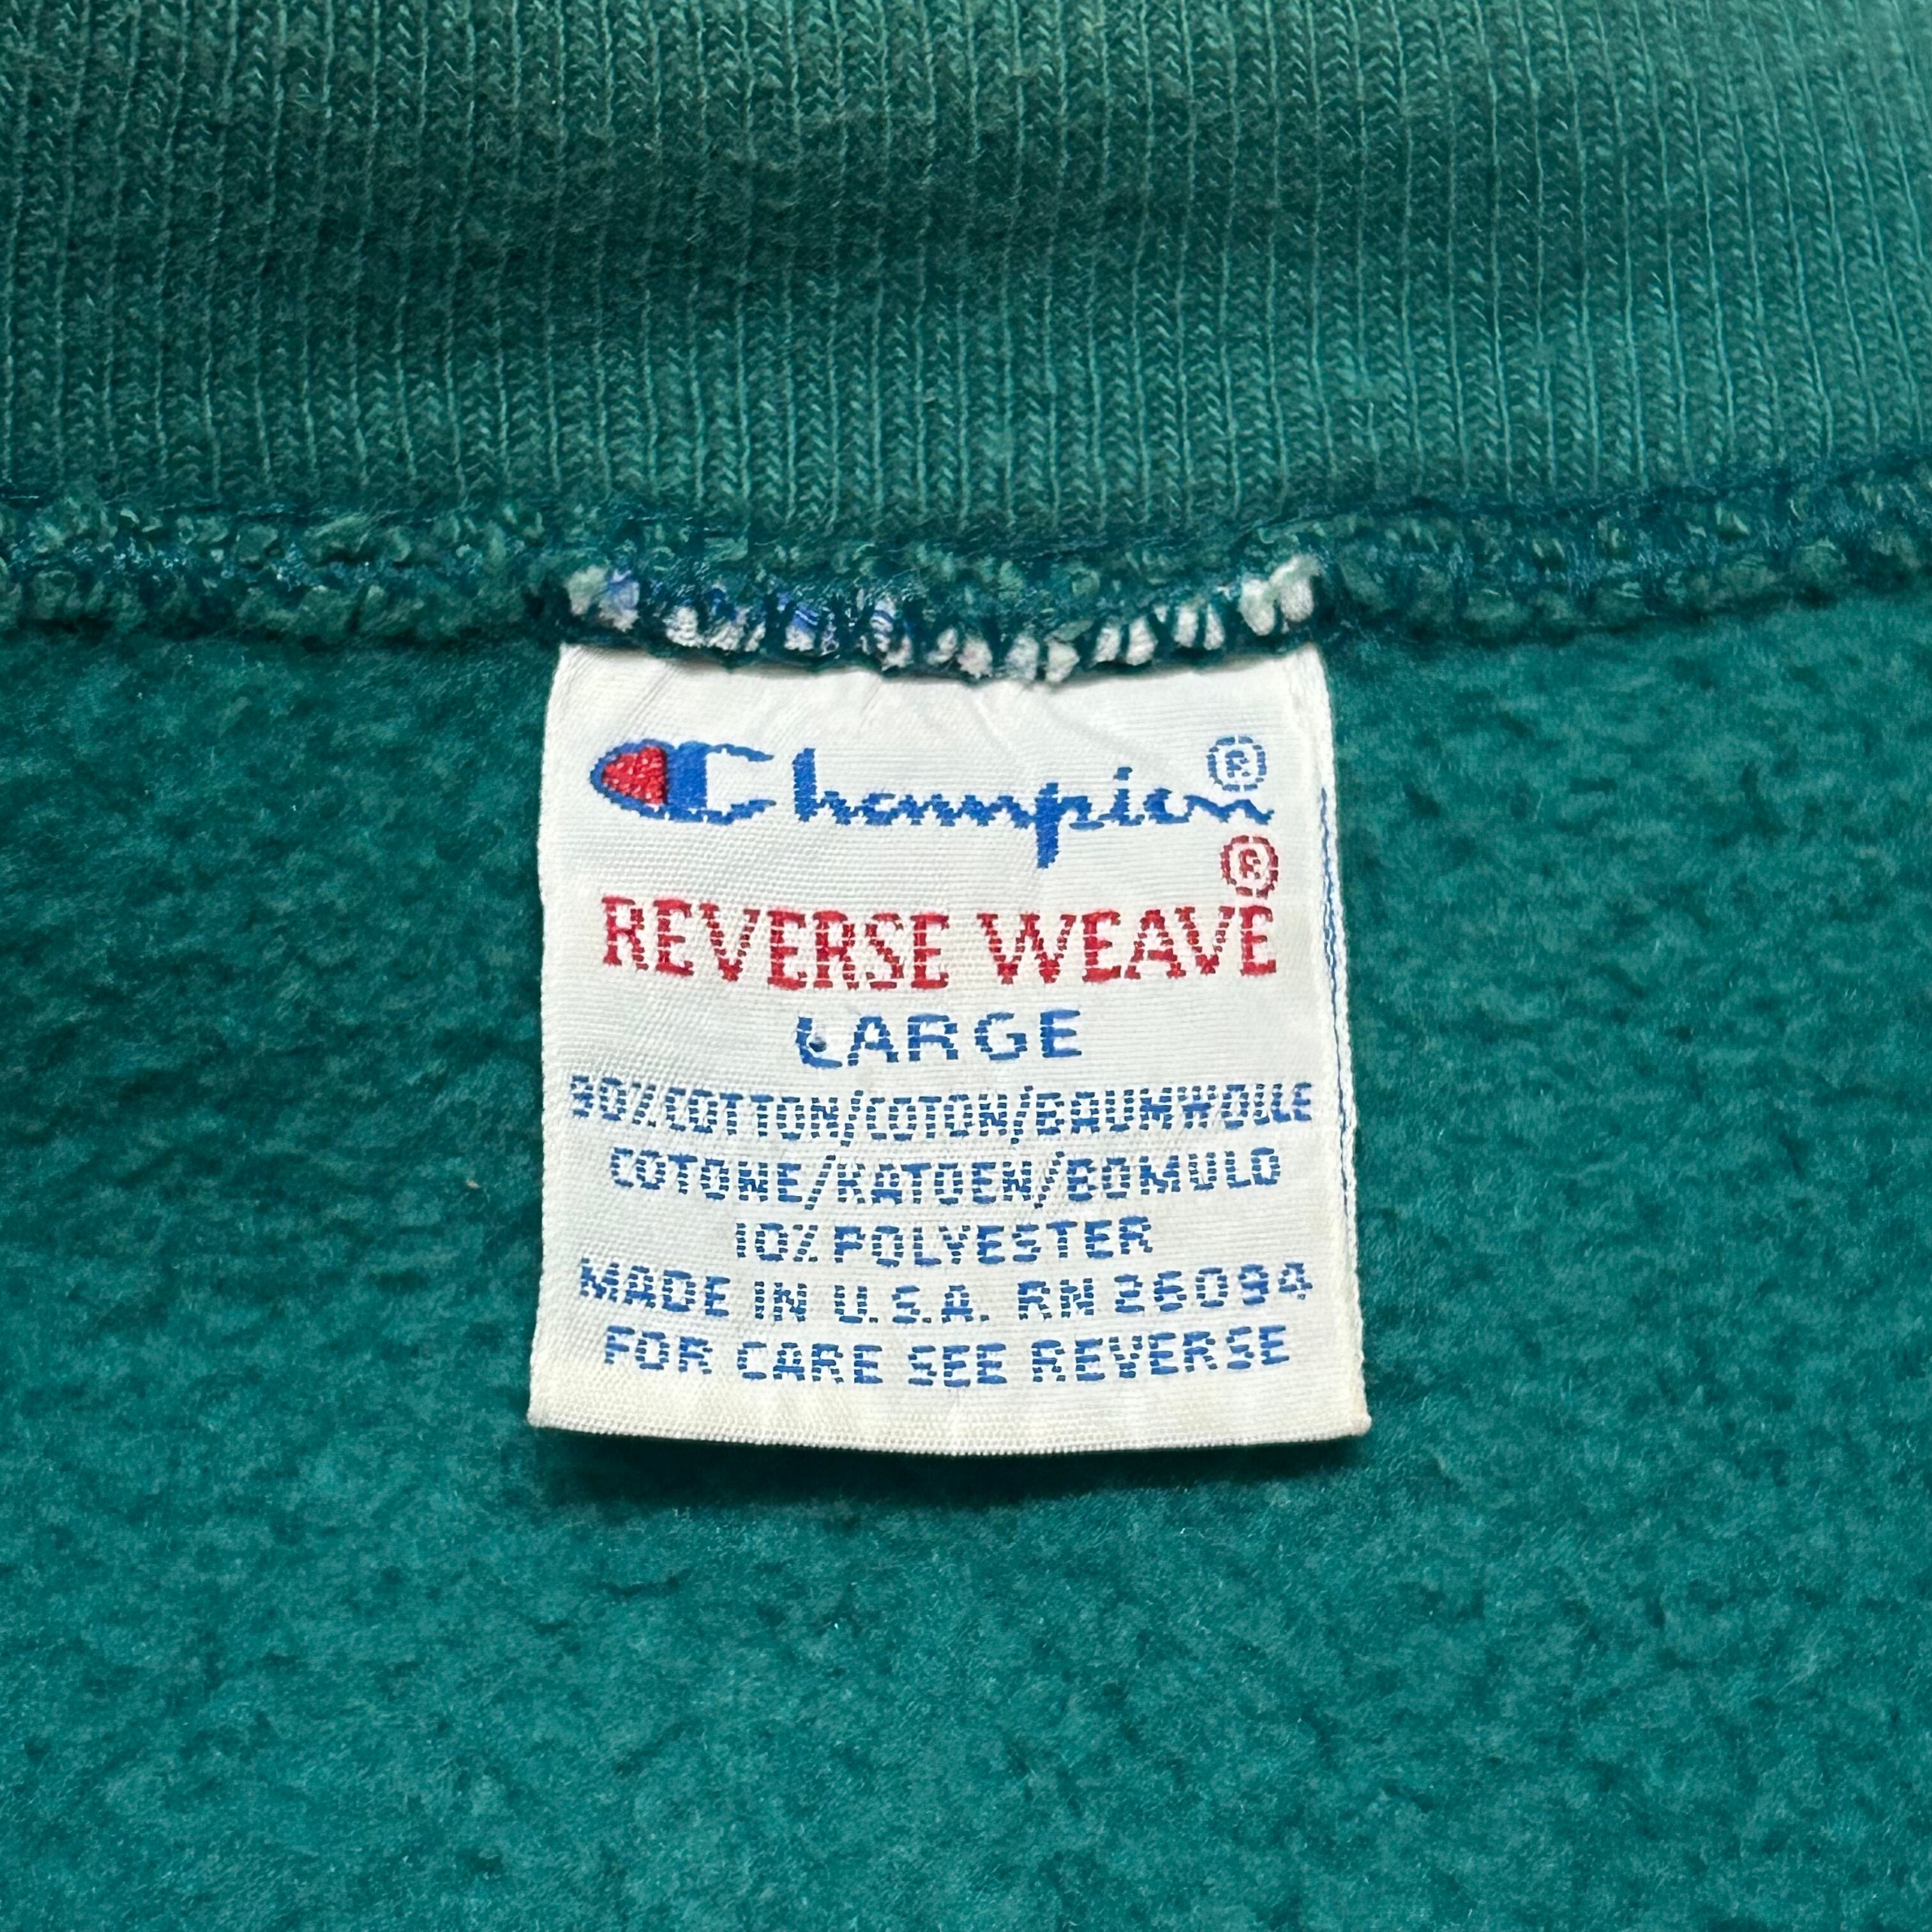 Champion®
®
REVERSE WEAVE
LARGE
90% COTTON/COTON/BAUMWOLLE
COTONE/KATOEN/BOMULD
10% POLYESTER
MADE IN U.S.A. RN 26094
FOR CARE SEE REVERSE